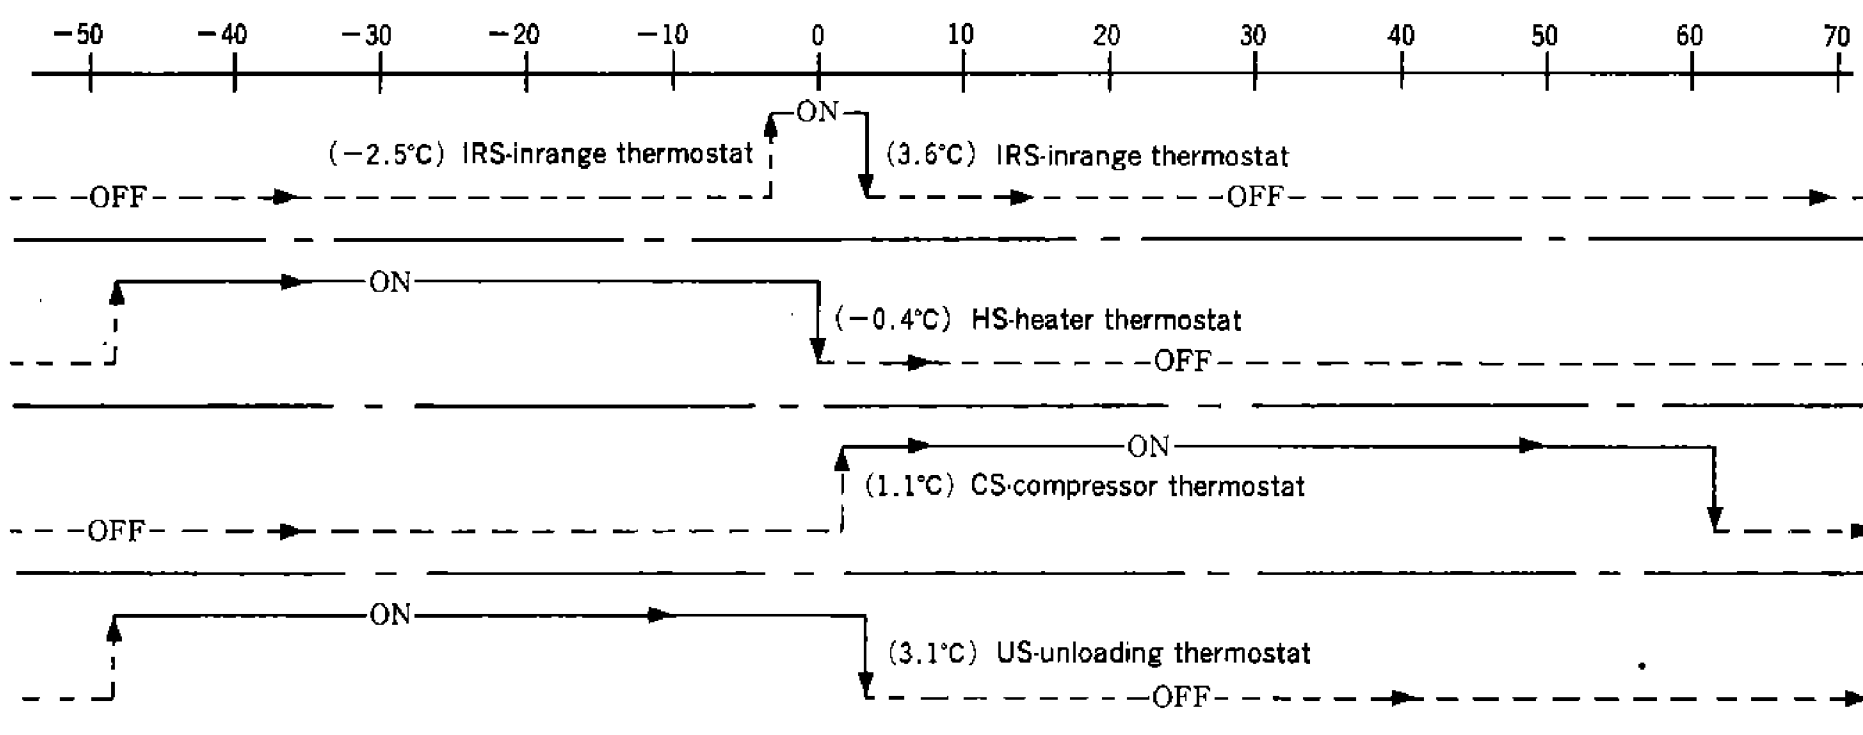 −50 −40 −30 −20 −10 0 10 20 30 40 50 60 70
ON
(−2.5°C) IRS-inrange thermostat (3.6°C) IRS-inrange thermostat
OFF OFF
ON
(−0.4°C) HS-heater thermostat
OFF
ON
(1.1°C) CS-compressor thermostat
OFF
ON
(3.1°C) US-unloading thermostat
OFF